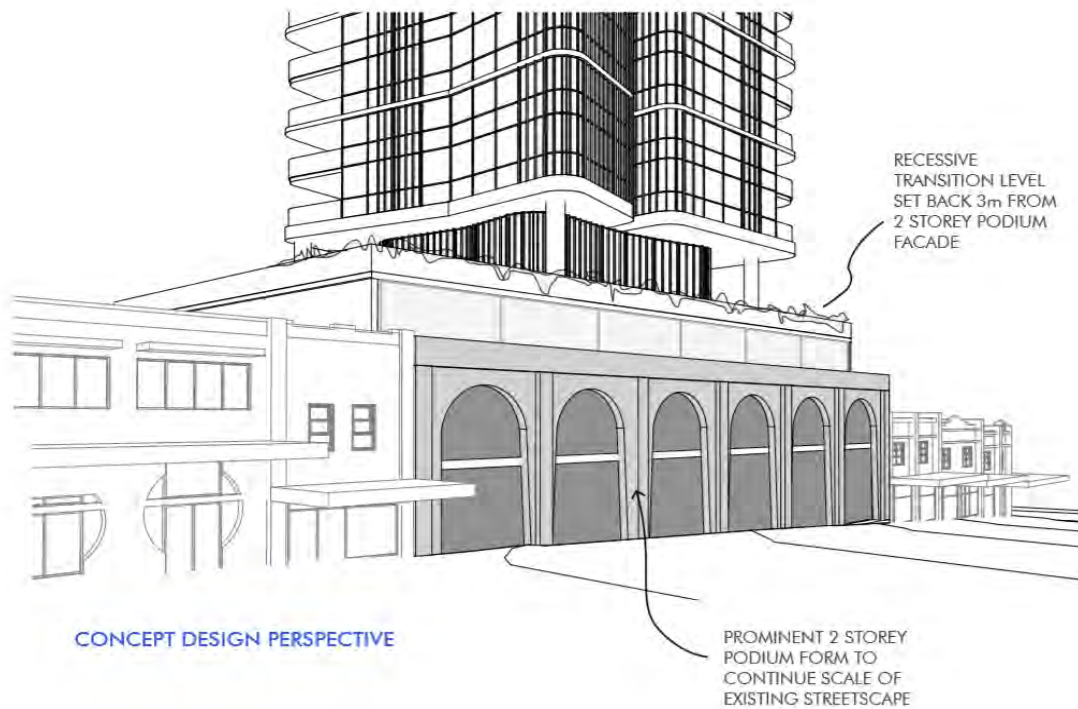 RECESSIVE
TRANSITION LEVEL
SET BACK 3m FROM
2 STOREY PODIUM
FACADE
CONCEPT DESIGN PERSPECTIVE
PROMINENT 2 STOREY
PODIUM FORM TO
CONTINUE SCALE OF
EXISTING STREETSCAPE